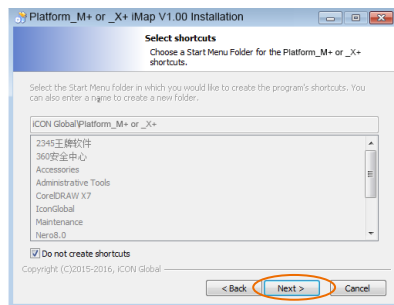 Platform_M+ or _X+ iMap V1.00 Installation
Select shortcuts
Choose a Start Menu Folder for the Platform_M+ or _X+
shortcuts.
Select the Start Menu folder in which you would like to create the program's shortcuts. You
can also enter a name to create a new folder.
iCON Global\Platform_M+ or _X+
2345王牌软件
360安全中心
Accessories
Administrative Tools
CorelDRAW X7
IconGlobal
Maintenance
Nero8.0
Do not create shortcuts
Copyright (C)2015-2016, iCON Global
< Back Next > Cancel